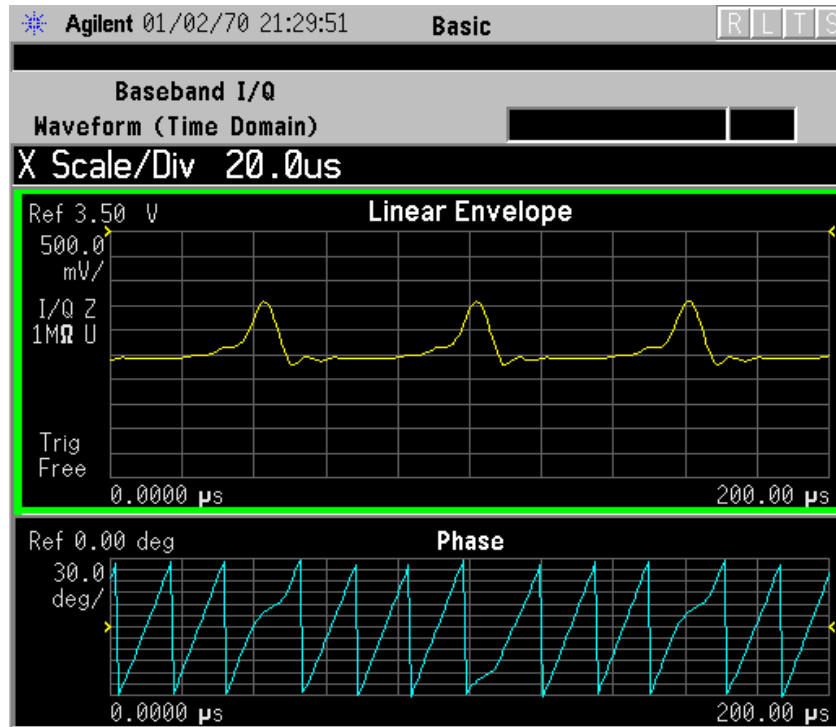 Agilent 01/02/70 21:29:51 Basic R L T S
Baseband I/Q
Waveform (Time Domain)
X Scale/Div 20.0us
Ref 3.50 V Linear Envelope
500.0
mV/
I/Q Z
1MΩ U
Trig
Free
0.0000 µs 200.00 µs
Ref 0.00 deg Phase
30.0
deg/
0.0000 µs 200.00 µs